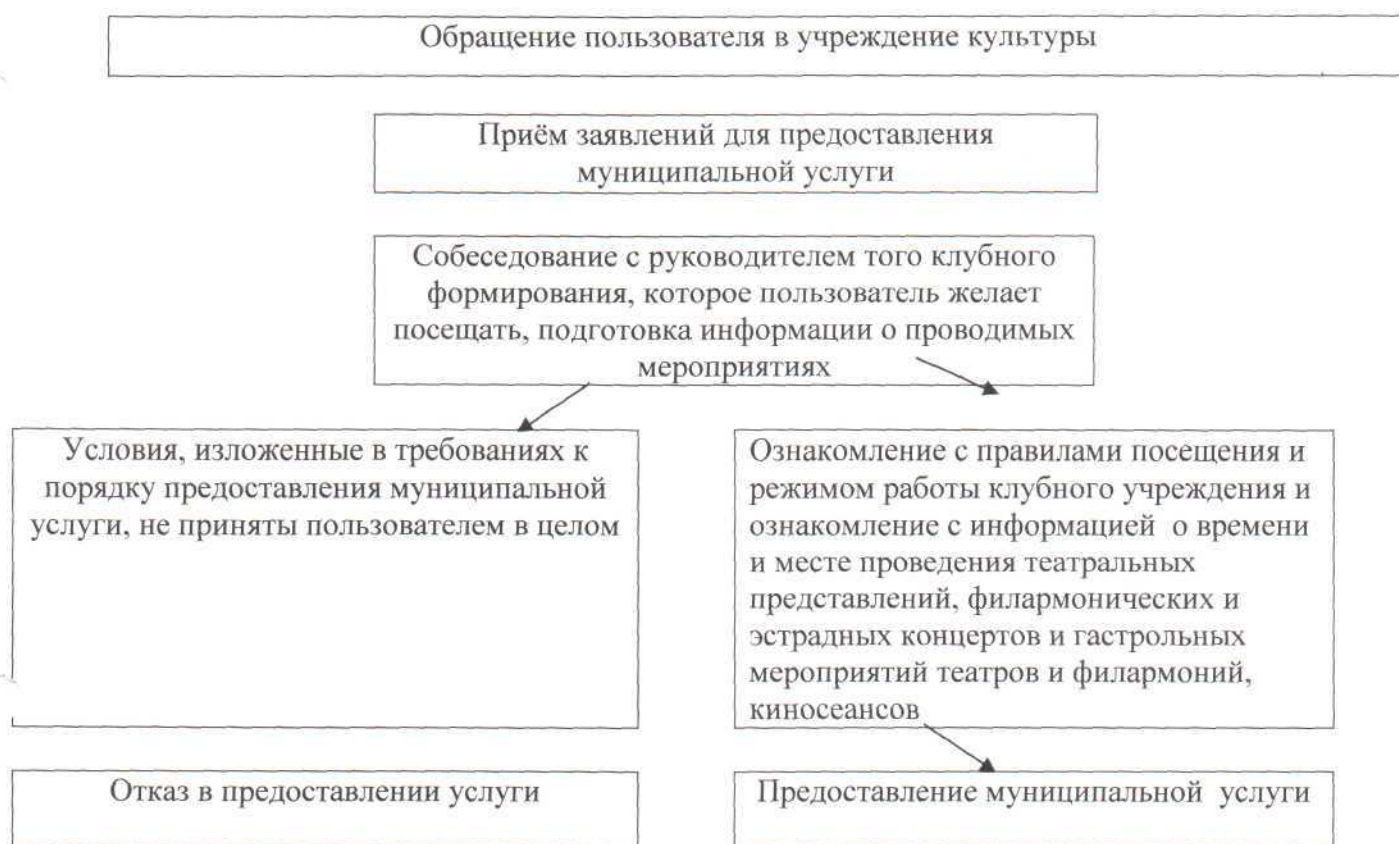 Обращение пользователя в учреждение культуры
Приём заявлений для предоставления
муниципальной услуги
Собеседование с руководителем того клубного
формирования, которое пользователь желает
посещать, подготовка информации о проводимых
мероприятиях
Условия, изложенные в требованиях к
порядку предоставления муниципальной
услуги, не приняты пользователем в целом
Ознакомление с правилами посещения и
режимом работы клубного учреждения и
ознакомление с информацией о времени
и месте проведения театральных
представлений, филармонических и
эстрадных концертов и гастрольных
мероприятий театров и филармоний,
киносеансов
Отказ в предоставлении услуги
Предоставление муниципальной услуги